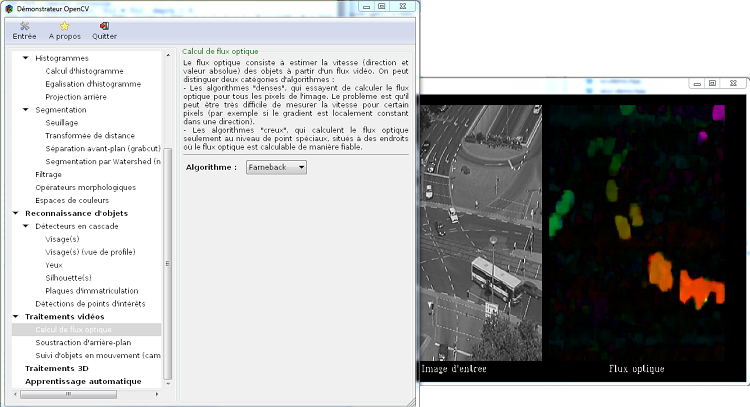 Démonstrateur OpenCV
Entrée
A propos
Quitter
Histogrammes
Calcul d'histogramme
Egalisation d'histogramme
Projection arrière
Segmentation
Seuillage
Transformée de distance
Séparation avant-plan (grabcut)
Segmentation par Watershed (n
Filtrage
Opérateurs morphologiques
Espaces de couleurs
Reconnaissance d'objets
Détecteurs en cascade
Visage(s)
Visage(s) (vue de profile)
Yeux
Silhouette(s)
Plaques d'immatriculation
Détections de points d'intérêts
Traitements vidéos
Calcul de flux optique
Soustraction d'arrière-plan
Suivi d'objets en mouvement (cam
Traitements 3D
Apprentissage automatique
Calcul de flux optique
Le flux optique consiste à estimer la vitesse (direction et
valeur absolue) des objets à partir d'un flux vidéo. On peut
distinguer deux catégories d'algorithmes :
- Les algorithmes "denses", qui essayent de calculer le flux
optique pour tous les pixels de l'image. Le problème est qu'il
peut être très difficile de mesurer la vitesse pour certain
pixels (par exemple si le gradient est localement constant
dans une direction).
- Les algorithmes "creux", qui calculent le flux optique
seulement au niveau de point spéciaux, situés à des endroits
où le flux optique est calculable de manière fiable.
Algorithme :
Farneback
Image d'entree
Flux optique